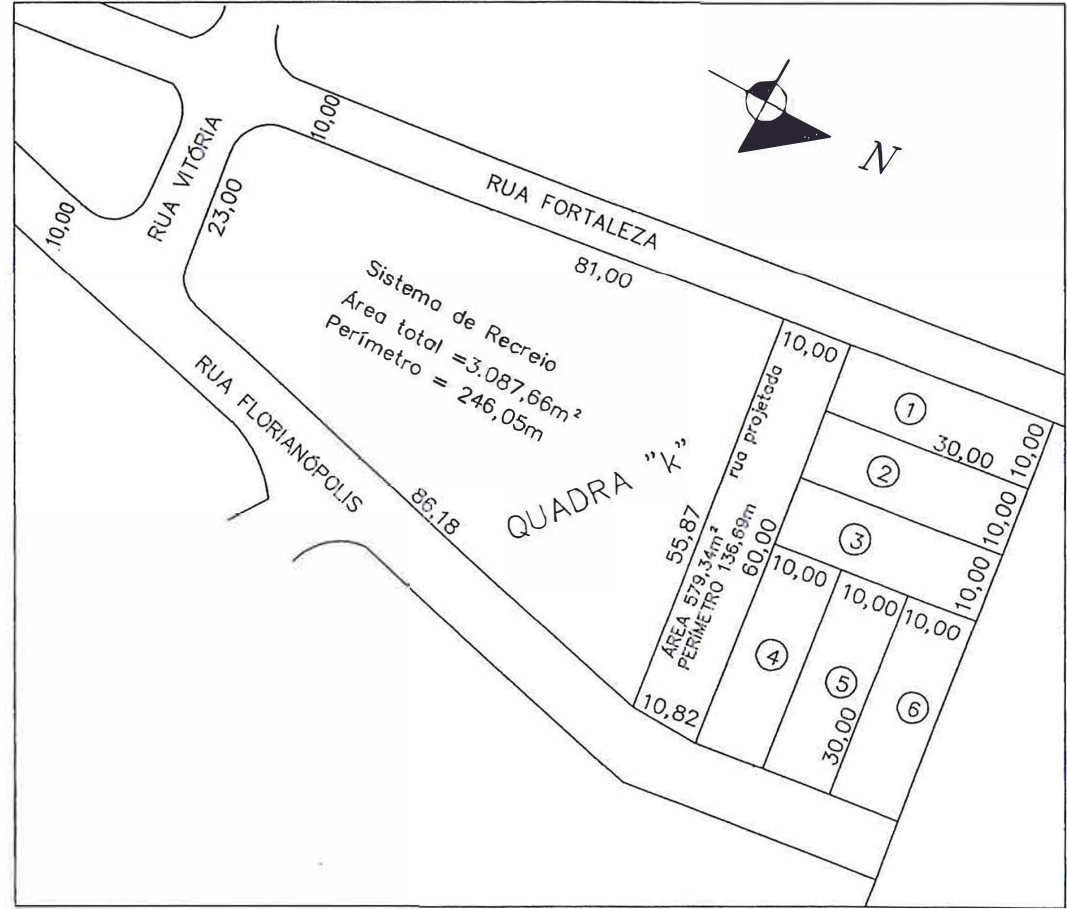 N
10,00
RUA VITÓRIA
23,00
.10,00
RUA FORTALEZA
81,00
Sistema de Recreio
Área total =3.087,66m²
Perímetro = 246,05m
RUA FLORIANÓPOLIS
86,18
QUADRA "k"
55,87
rua projetada
ÁREA 579,34m²
PERÍMETRO 136,69m
60,00
10,00
10,82
1
30,00
10,00
2
10,00
3
10,00
10,00
10,00
10,00
4
5
30,00
6